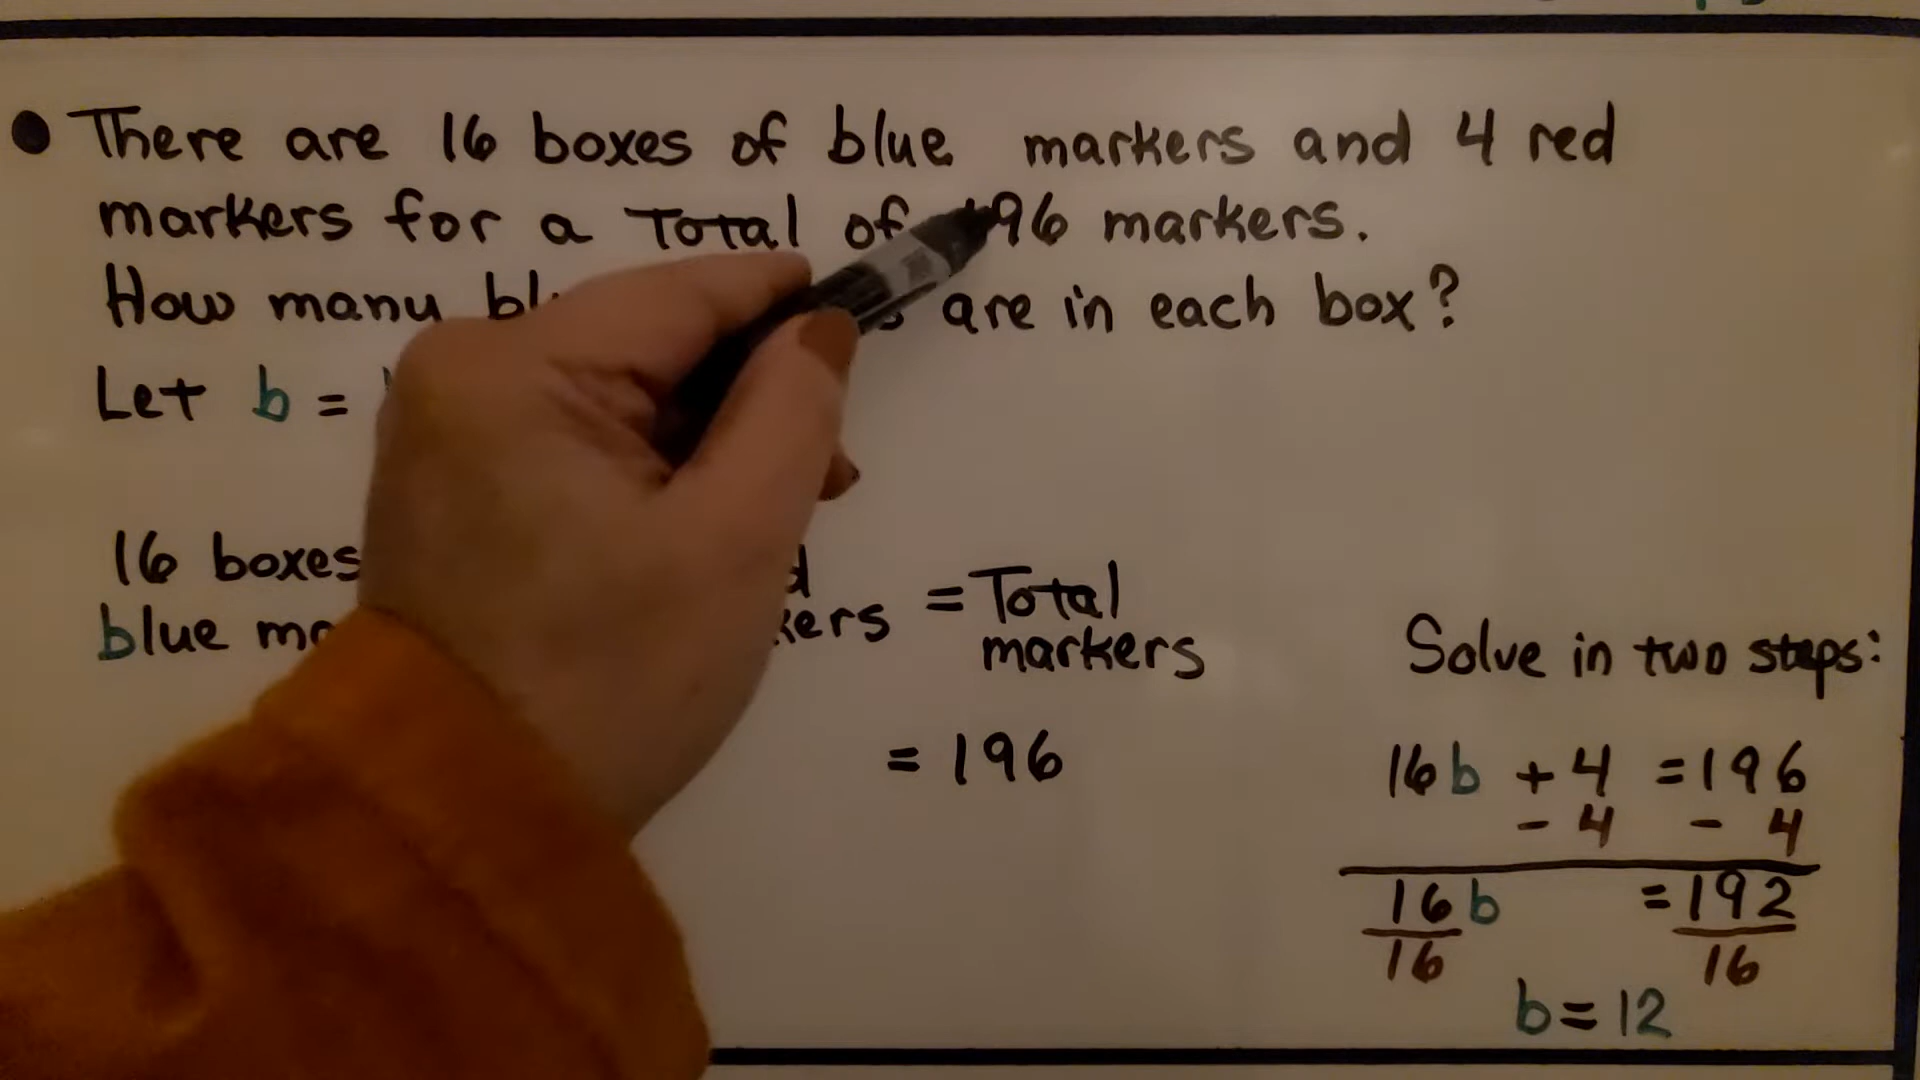 There are 16 boxes of blue markers and 4 red
markers for a Total of 196 markers.
How many are in each box?
Let b =
16 boxes
blue
= Total
markers
= 196
Solve in two steps:
16b + 4 = 196
- 4 - 4
16b = 192
16 16
b = 12